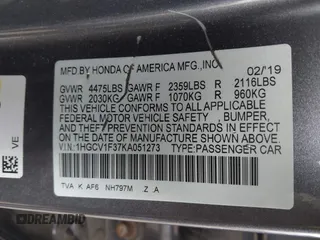 MFD BY HONDA OF AMERICA MFG.,INC. 02/19
GVWR 4475LBS GAWR F 2359LBS R 2116LBS
GVWR 2030KG GAWR F 1070KG R 960KG
THIS VEHICLE CONFORMS TO ALL APPLICABLE
FEDERAL MOTOR VEHICLE SAFETY , BUMPER,
AND THEFT PREVENTION STANDARDS IN EFFECT
ON THE DATE OF MANUFACTURE SHOWN ABOVE.
VIN:1HGCV1F37KA051273 TYPE:PASSENGER CAR
TVA K AF6 NH797M Z .A
VE
DREAMBID